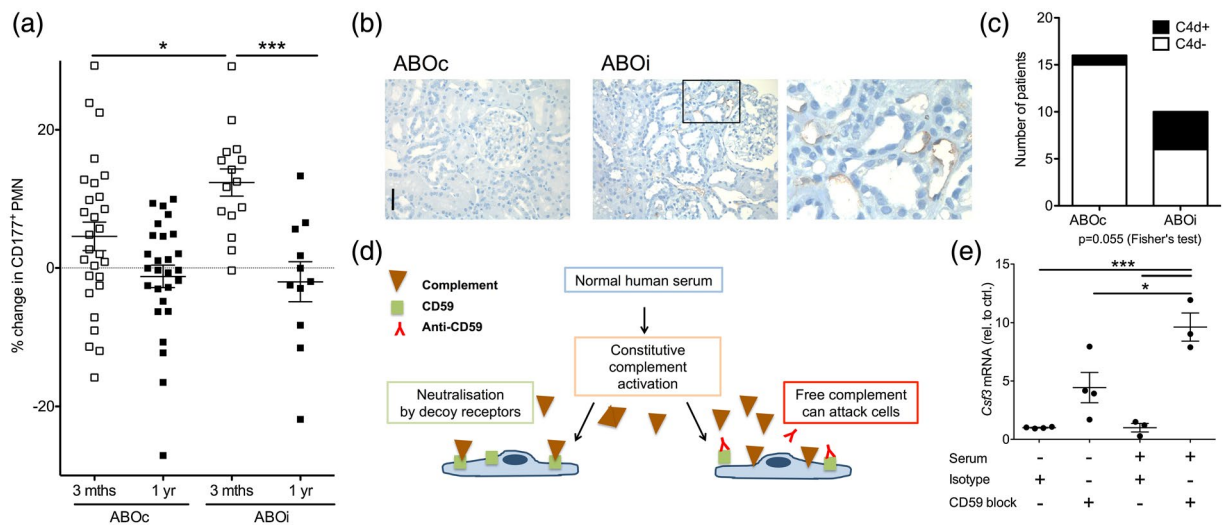 (a)
% change in CD177+ PMN
20
0
-20
*
***
3 mths
1 yr
3 mths
1 yr
ABOc
ABOi
(b)
ABOc
ABOi
(c)
Number of patients
20
15
10
5
0
C4d+
C4d-
ABOc
ABOi
p=0.055 (Fisher's test)
(d)
Complement
CD59
Anti-CD59
Normal human serum
Constitutive
complement
activation
Neutralisation
by decoy receptors
Free complement
can attack cells
(e)
Csf3 mRNA (rel. to ctrl.)
15
10
5
0
***
*
Serum - - + +
Isotype + - + -
CD59 block - + - +